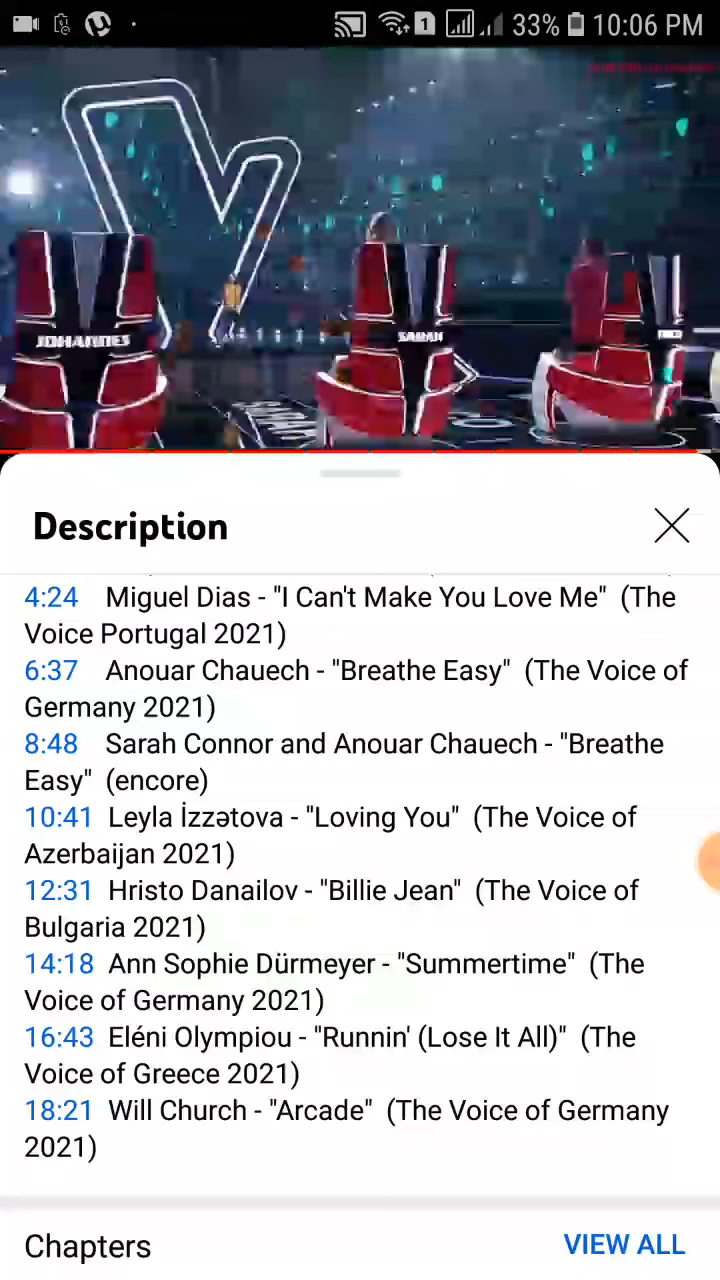 1 33% 10:06 PM
JOHANNES
SARAH
NICO
Description
4:24 Miguel Dias - "I Can't Make You Love Me" (The
Voice Portugal 2021)
6:37 Anouar Chauech - "Breathe Easy" (The Voice of
Germany 2021)
8:48 Sarah Connor and Anouar Chauech - "Breathe
Easy" (encore)
10:41 Leyla İzzətova - "Loving You" (The Voice of
Azerbaijan 2021)
12:31 Hristo Danailov - "Billie Jean" (The Voice of
Bulgaria 2021)
14:18 Ann Sophie Dürmeyer - "Summertime" (The
Voice of Germany 2021)
16:43 Eléni Olympiou - "Runnin' (Lose It All)" (The
Voice of Greece 2021)
18:21 Will Church - "Arcade" (The Voice of Germany
2021)
Chapters
VIEW ALL